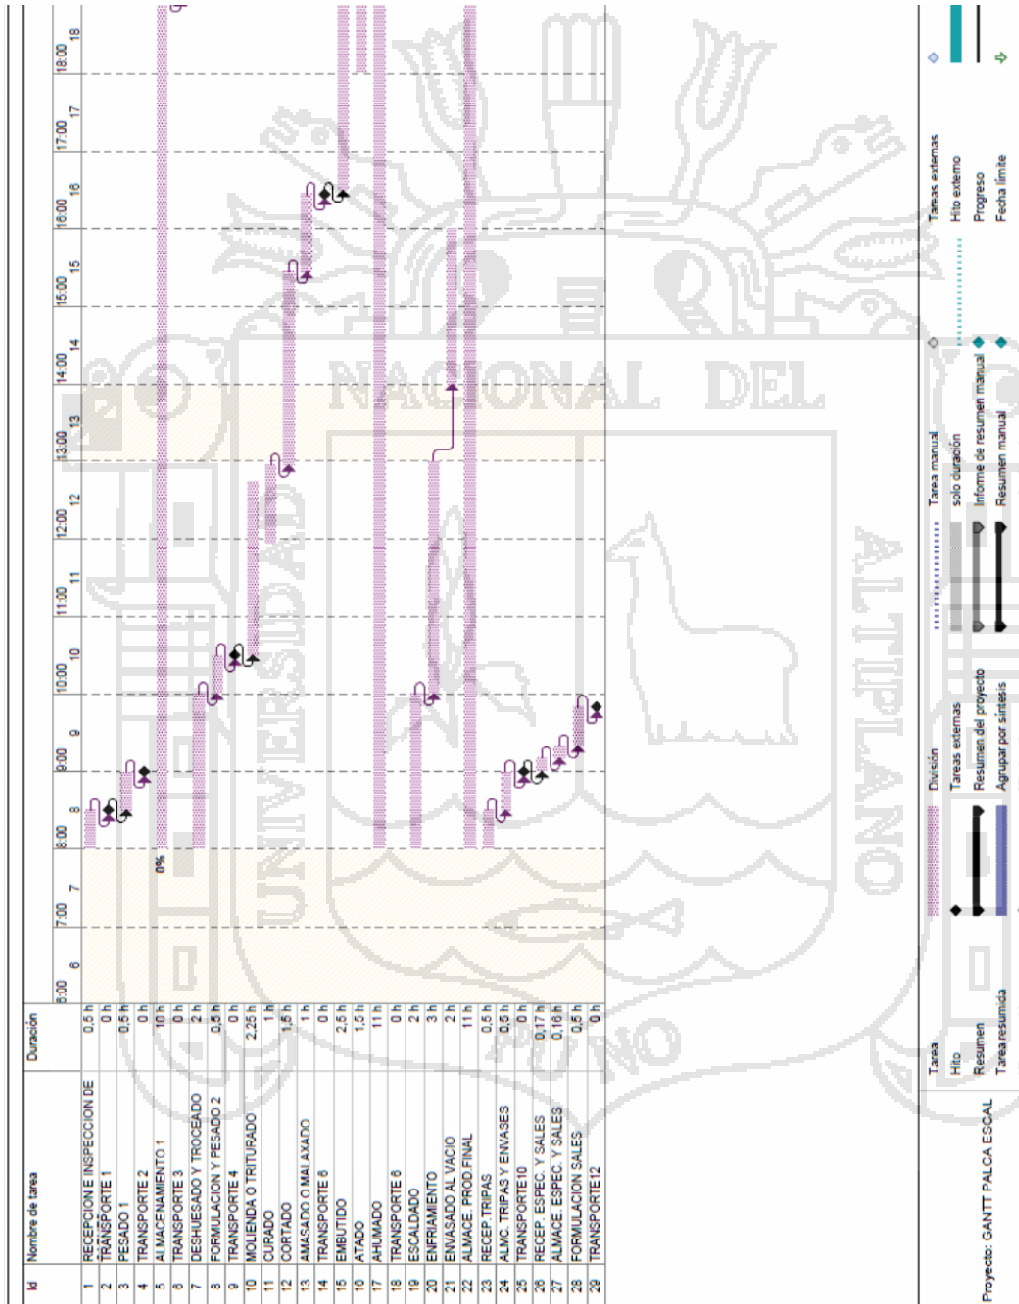 Id Nombre de tarea Duración 6:00 6 7:00 7 8:00 8 9:00 9 10:00 10 11:00 11 12:00 12 13:00 13 14:00 14 15:00 15 16:00 16 17:00 17 18:00 18
1 RECEPCION E INSPECCION DE 0,5 h
2 TRANSPORTE 1 0 h
3 PESADO 1 0,5 h
4 TRANSPORTE 2 0 h
5 ALMACENAMIENTO 1 10 h 0%
6 TRANSPORTE 3 0 h
7 DESHUESADO Y TROCEADO 2 h
8 FORMULACION Y PESADO 2 0,5 h
9 TRANSPORTE 4 0 h
10 MOLIENDA O TRITURADO 2,25 h
11 CURADO 1 h
12 CORTADO 1,5 h
13 AMASADO O MALAXADO 1 h
14 TRANSPORTE 6 0 h
15 EMBUTIDO 2,5 h
16 ATADO 1,5 h
17 AHUMADO 11 h
18 TRANSPORTE 6 0 h
19 ESCALDADO 2 h
20 ENFRIAMIENTO 3 h
21 ENVASADO AL VACIO 2 h
22 ALMACE. PROD.FINAL 11 h
23 RECEP. TRIPAS 0,5 h
24 ALMC. TRIPAS Y ENVASES 0,5 h
25 TRANSPORTE 10 0 h
26 RECEP. ESPEC. Y SALES 0,17 h
27 ALMACE. ESPEC. Y SALES 0,16 h
28 FORMULACION SALES 0,5 h
29 TRANSPORTE 12 0 h
UNIVERSIDAD
NACIONAL DEL
ALTIPLANO
PUNO
Proyecto: GANTT PALCA ESCAL
Tarea División Tarea manual Tareas externas
Hito Tareas externas solo duración Hito externo
Resumen Resumen del proyecto Informe de resumen manual Progreso
Tarea resumida Agrupar por síntesis Resumen manual Fecha límite